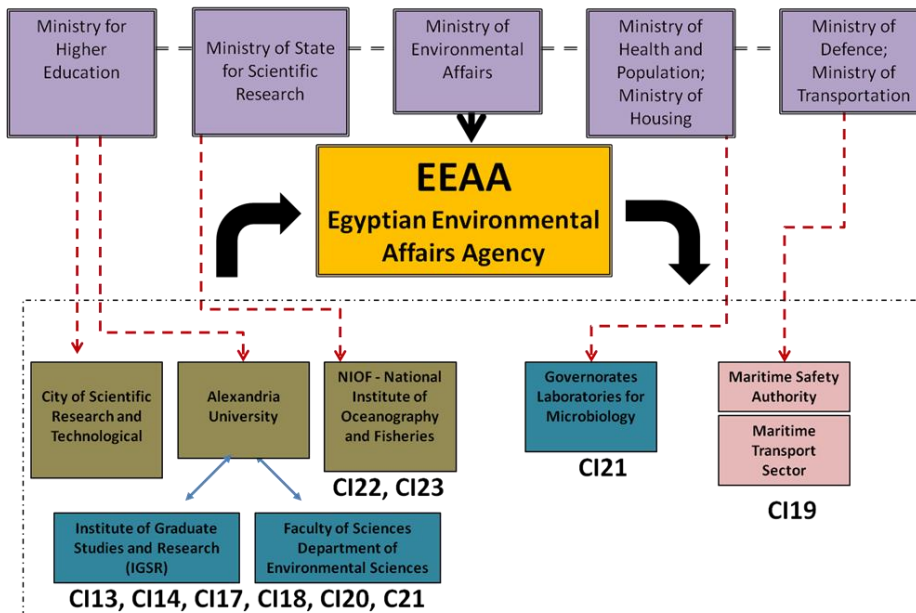 Ministry for
Higher
Education
Ministry of State
for Scientific
Research
Ministry of
Environmental
Affairs
Ministry of
Health and
Population;
Ministry of
Housing
Ministry of
Defence;
Ministry of
Transportation
EEAA
Egyptian Environmental
Affairs Agency
City of Scientific
Research and
Technological
Alexandria
University
NIOF - National
Institute of
Oceanography
and Fisheries
CI22, CI23
Governorates
Laboratories for
Microbiology
CI21
Maritime Safety
Authority
Maritime
Transport
Sector
CI19
Institute of Graduate
Studies and Research
(IGSR)
Faculty of Sciences
Department of
Environmental Sciences
CI13, CI14, CI17, CI18, CI20, C21